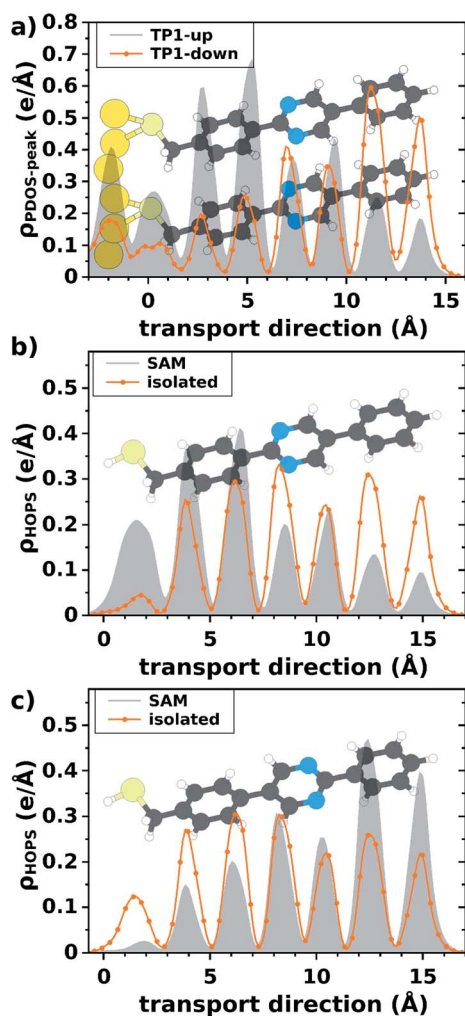 a)
0.8
0.7
0.6
0.5
0.4
0.3
0.2
0.1
0
ρPDOS-peak (e/Å)
TP1-up
TP1-down
0 5 10 15
transport direction (Å)
b)
0.5
0.4
0.3
0.2
0.1
0
ρHOPS (e/Å)
SAM
isolated
0 5 10 15
transport direction (Å)
c)
0.5
0.4
0.3
0.2
0.1
0
ρHOPS (e/Å)
SAM
isolated
0 5 10 15
transport direction (Å)